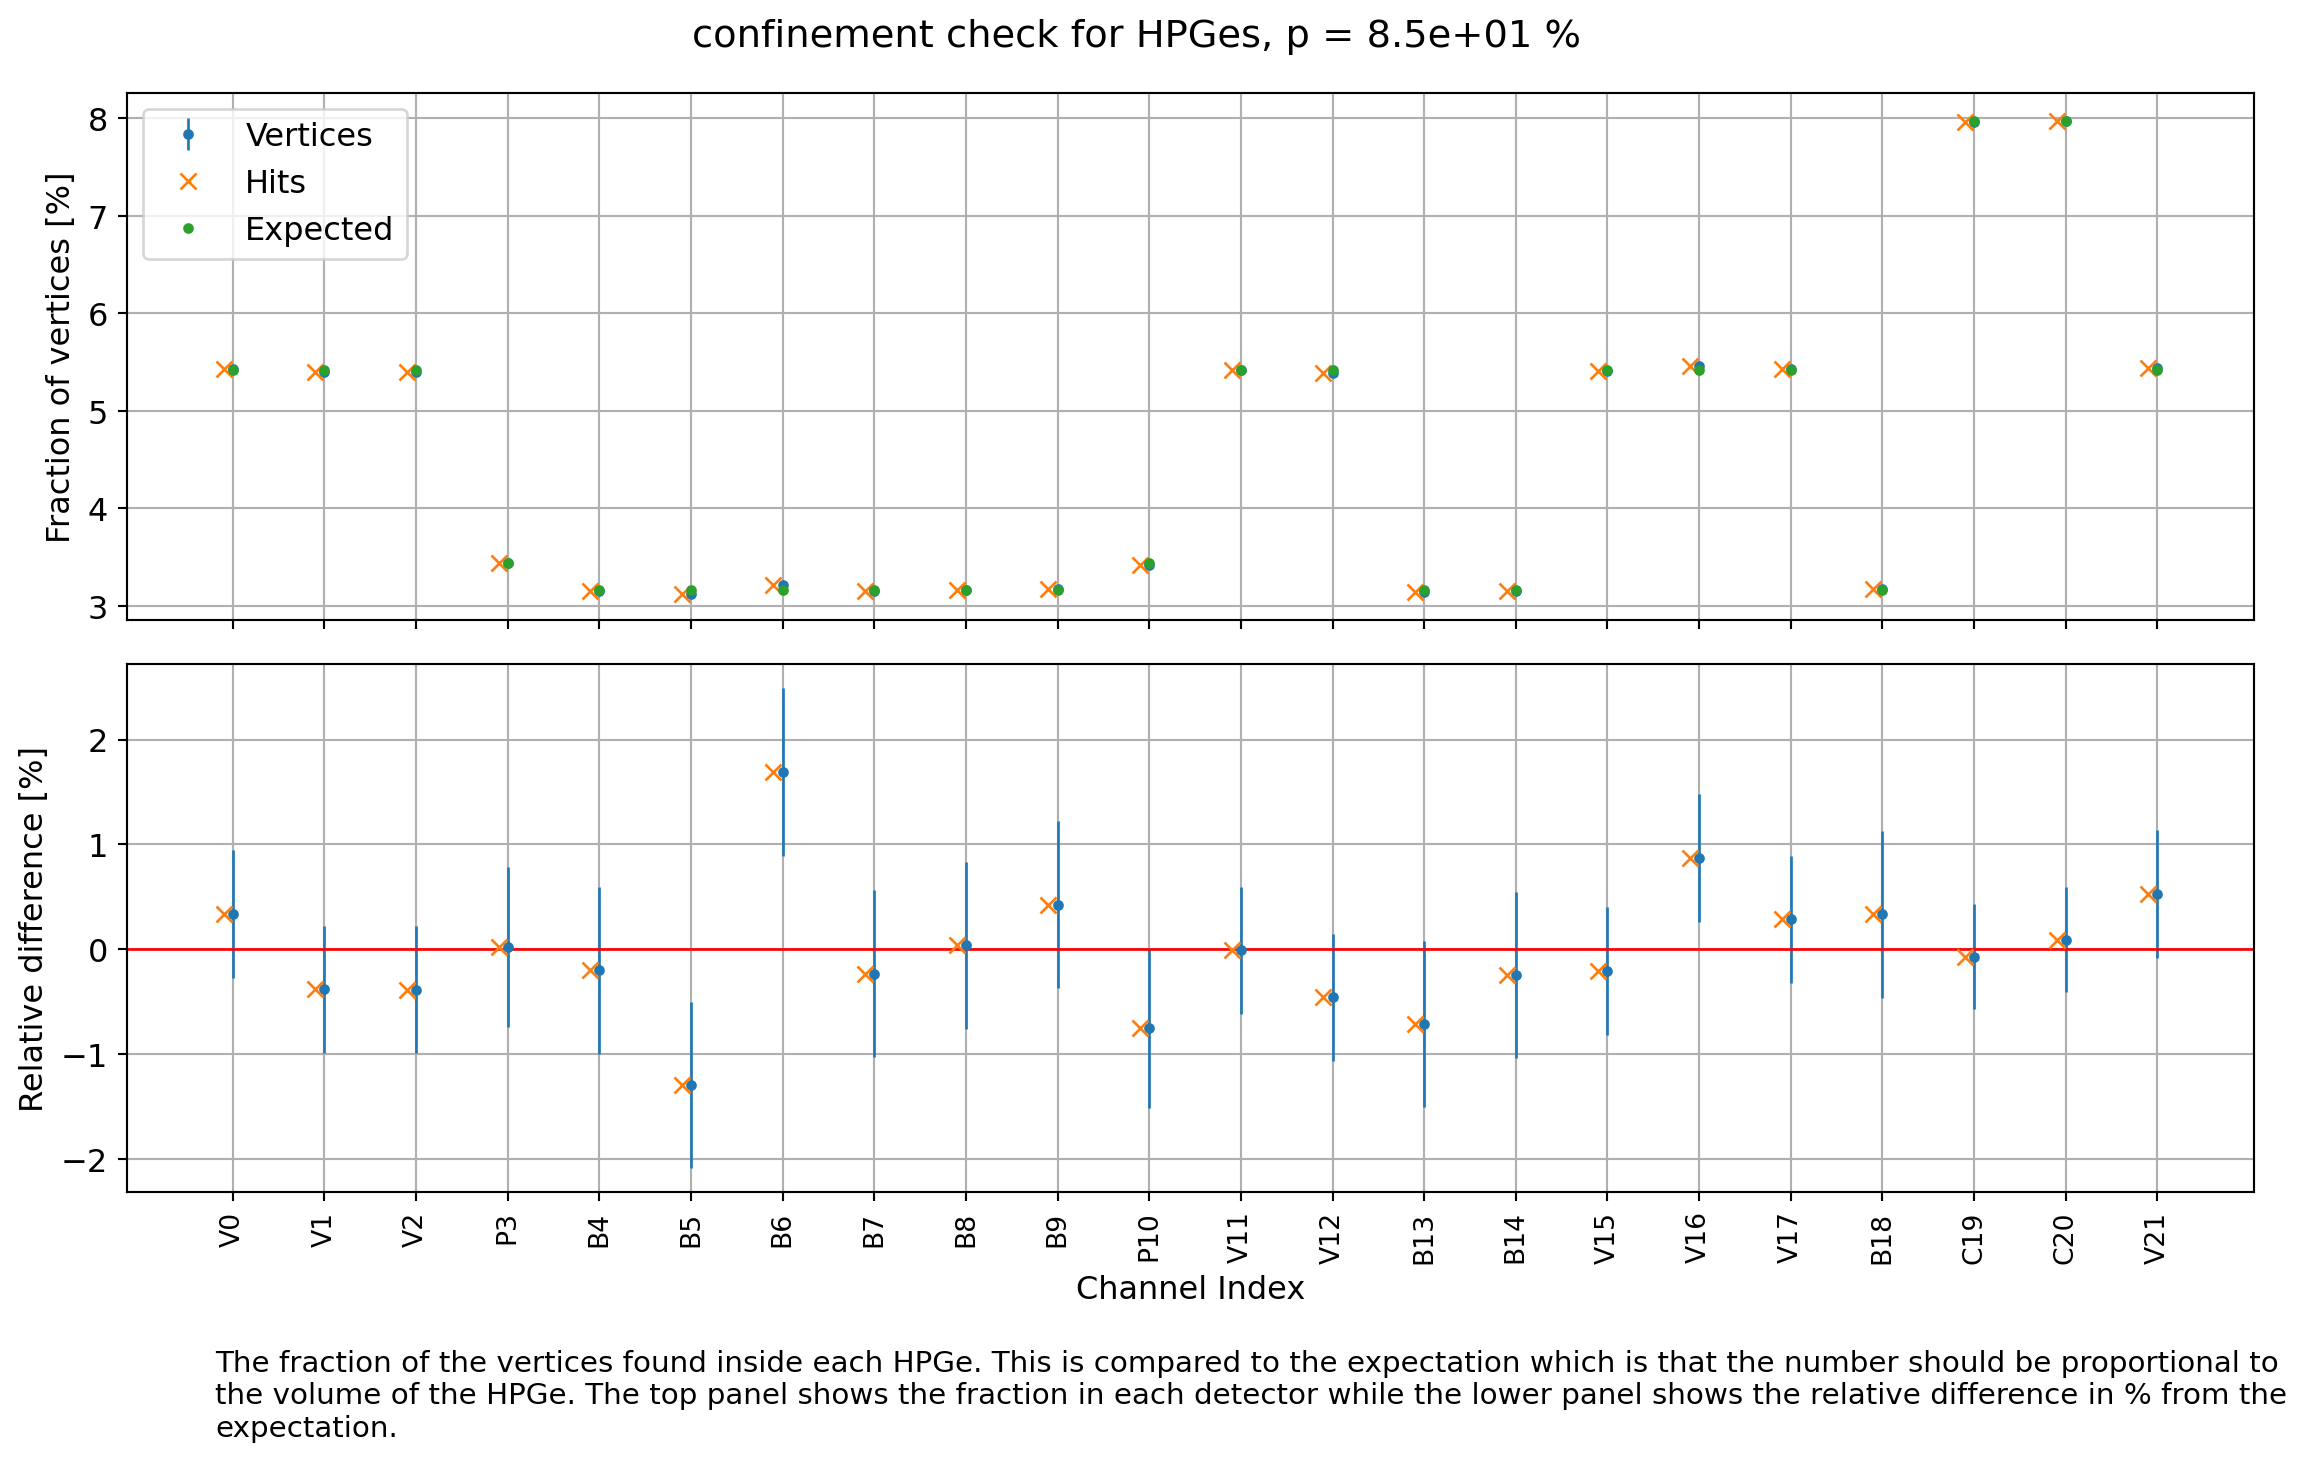 confinement check for HPGes, p = 8.5e+01 %
Fraction of vertices [%]
8
7
6
5
4
3
Vertices
Hits
Expected
Relative difference [%]
2
1
0
−1
−2
V0 V1 V2 P3 B4 B5 B6 B7 B8 B9 P10 V11 V12 B13 B14 V15 V16 V17 B18 C19 C20 V21
Channel Index
The fraction of the vertices found inside each HPGe. This is compared to the expectation which is that the number should be proportional to
the volume of the HPGe. The top panel shows the fraction in each detector while the lower panel shows the relative difference in % from the
expectation.